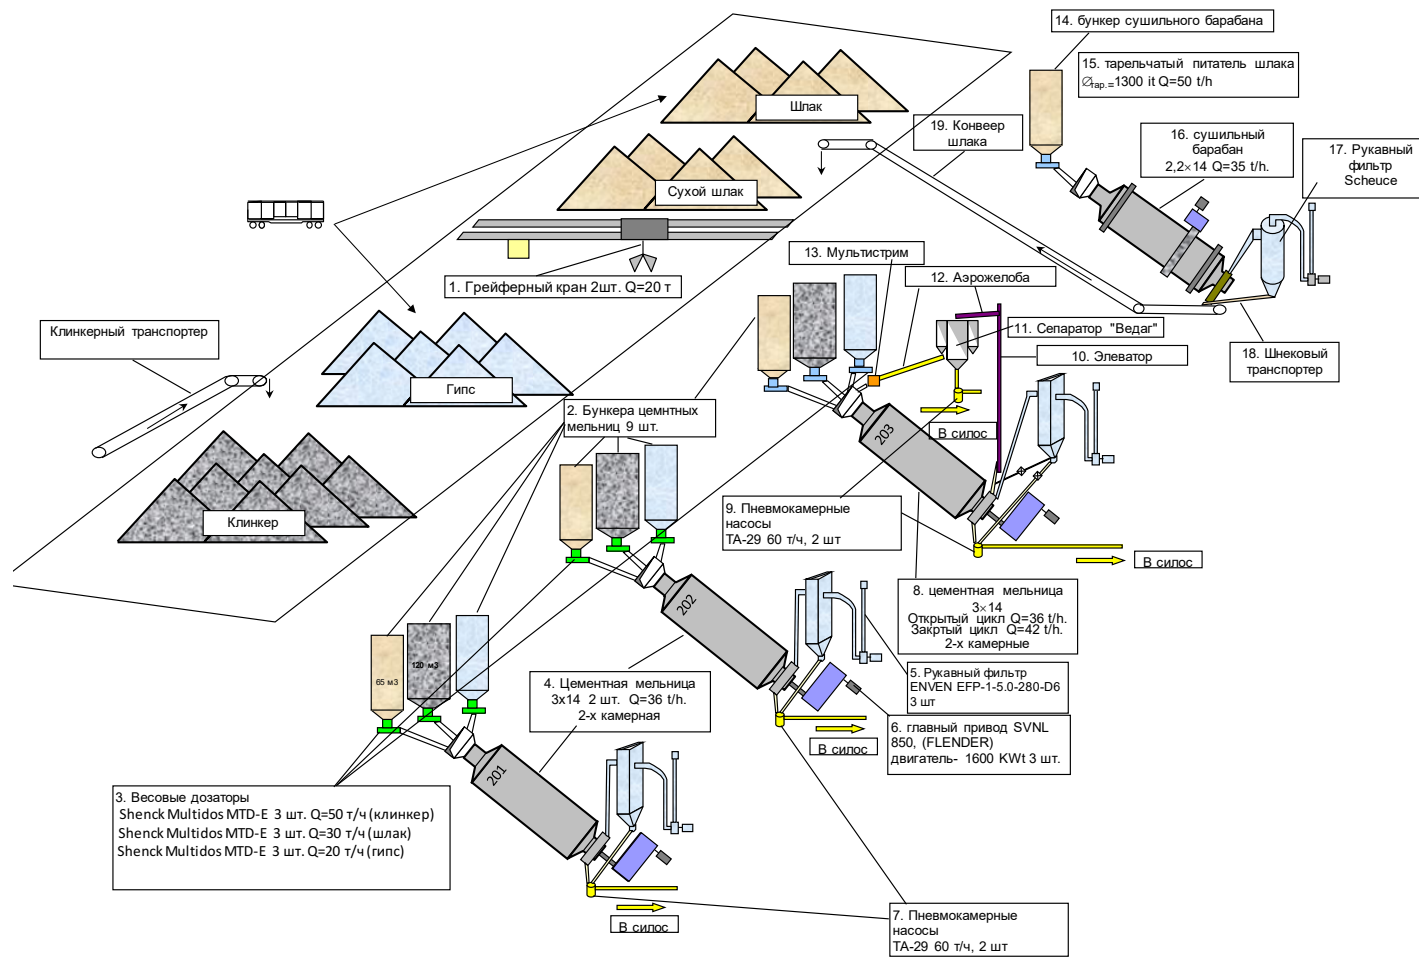 14. бункер сушильного барабана
15. тарельчатый питатель шлака
∅тар.=1300 it Q=50 t/h
Шлак
19. Конвеер
шлака
16. сушильный
барабан
2,2×14 Q=35 t/h.
17. Рукавный
фильтр
Scheuce
Сухой шлак
13. Мультистрим
12. Аэрожелоба
1. Грейферный кран 2шт. Q=20 т
Клинкерный транспортер
11. Сепаратор "Ведаг"
10. Элеватор
18. Шнековый
транспортер
Гипс
2. Бункера цемнтных
мельниц 9 шт.
203
В силос
Клинкер
9. Пневмокамерные
насосы
ТА-29 60 т/ч, 2 шт
В силос
8. цементная мельница
3×14
Открытый цикл Q=36 t/h.
Закртый цикл Q=42 t/h.
2-х камерные
202
65 м3
120 м3
4. Цементная мельница
3х14 2 шт. Q=36 t/h.
2-х камерная
5. Рукавный фильтр
ENVEN EFP-1-5.0-280-D6
3 шт
6. главный привод SVNL
850, (FLENDER)
двигатель- 1600 KWt 3 шт.
В силос
201
3. Весовые дозаторы
Shenck Multidos MTD-E 3 шт. Q=50 т/ч (клинкер)
Shenck Multidos MTD-E 3 шт. Q=30 т/ч (шлак)
Shenck Multidos MTD-E 3 шт. Q=20 т/ч (гипс)
В силос
7. Пневмокамерные
насосы
ТА-29 60 т/ч, 2 шт